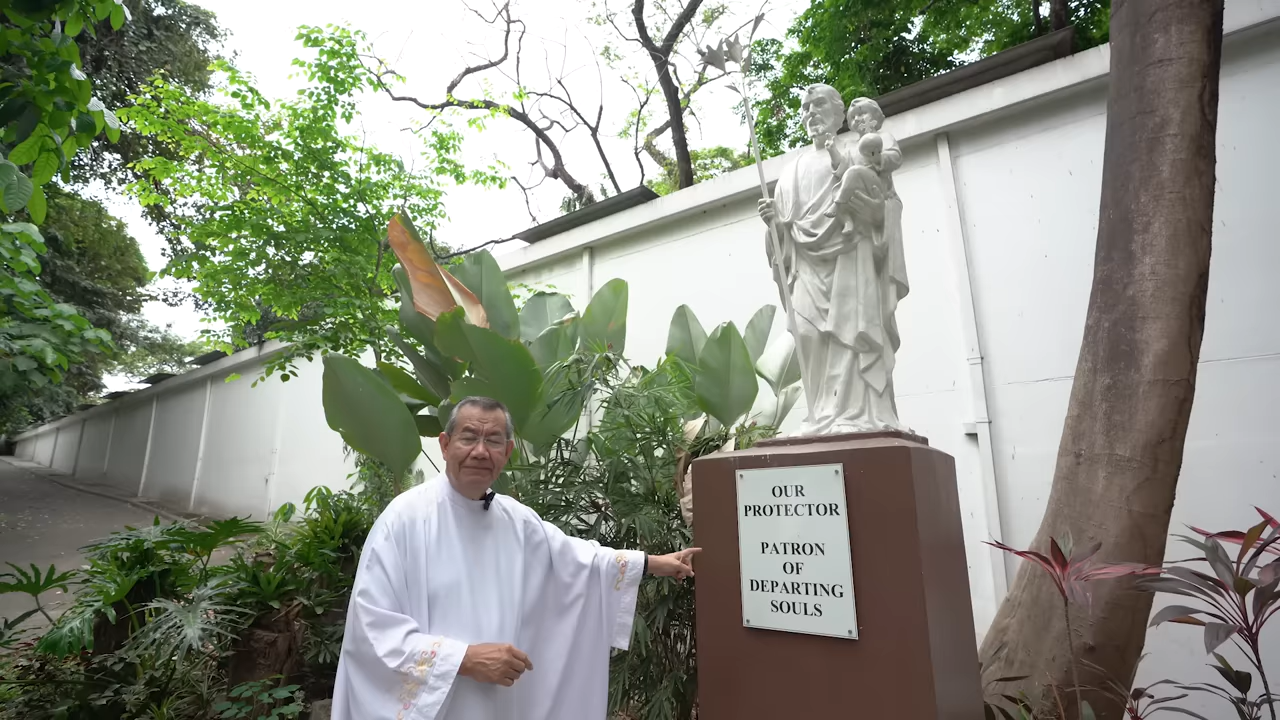 OUR
PROTECTOR
PATRON
OF
DEPARTING
SOULS